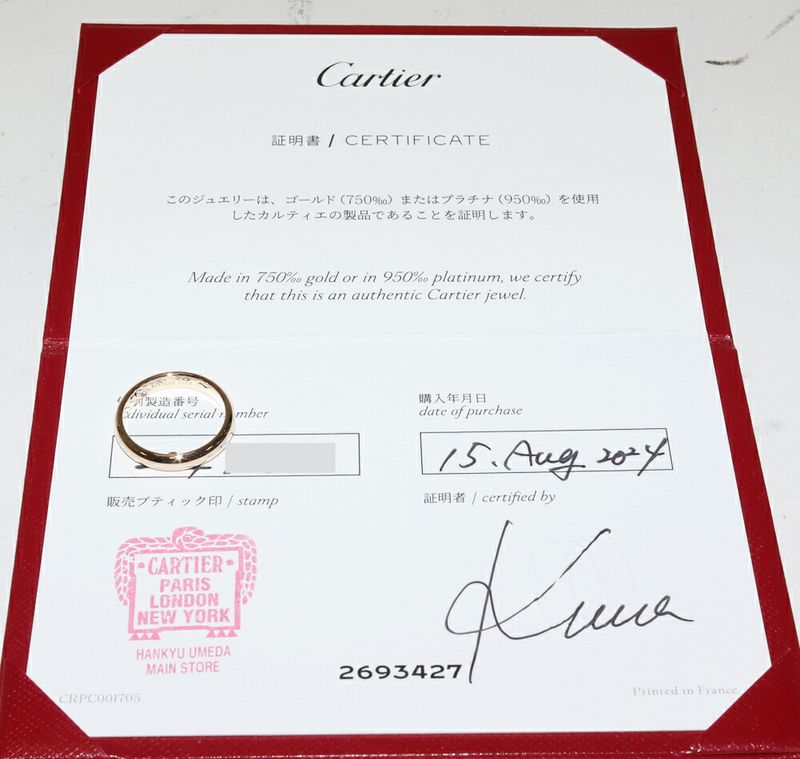 Cartier
証明書 / CERTIFICATE
このジュエリーは、ゴールド（750‰）またはプラチナ（950‰）を使用
したカルティエの製品であることを証明します。
Made in 750‰ gold or in 950‰ platinum, we certify
that this is an authentic Cartier jewel.
製造番号
serial number
購入年月日
date of purchase
15. Aug 2024
販売ブティック印 / stamp
証明者 / certified by
CARTIER
PARIS
LONDON
NEW YORK
HANKYU UMEDA
MAIN STORE
2693427
CRPC001705
Printed in France